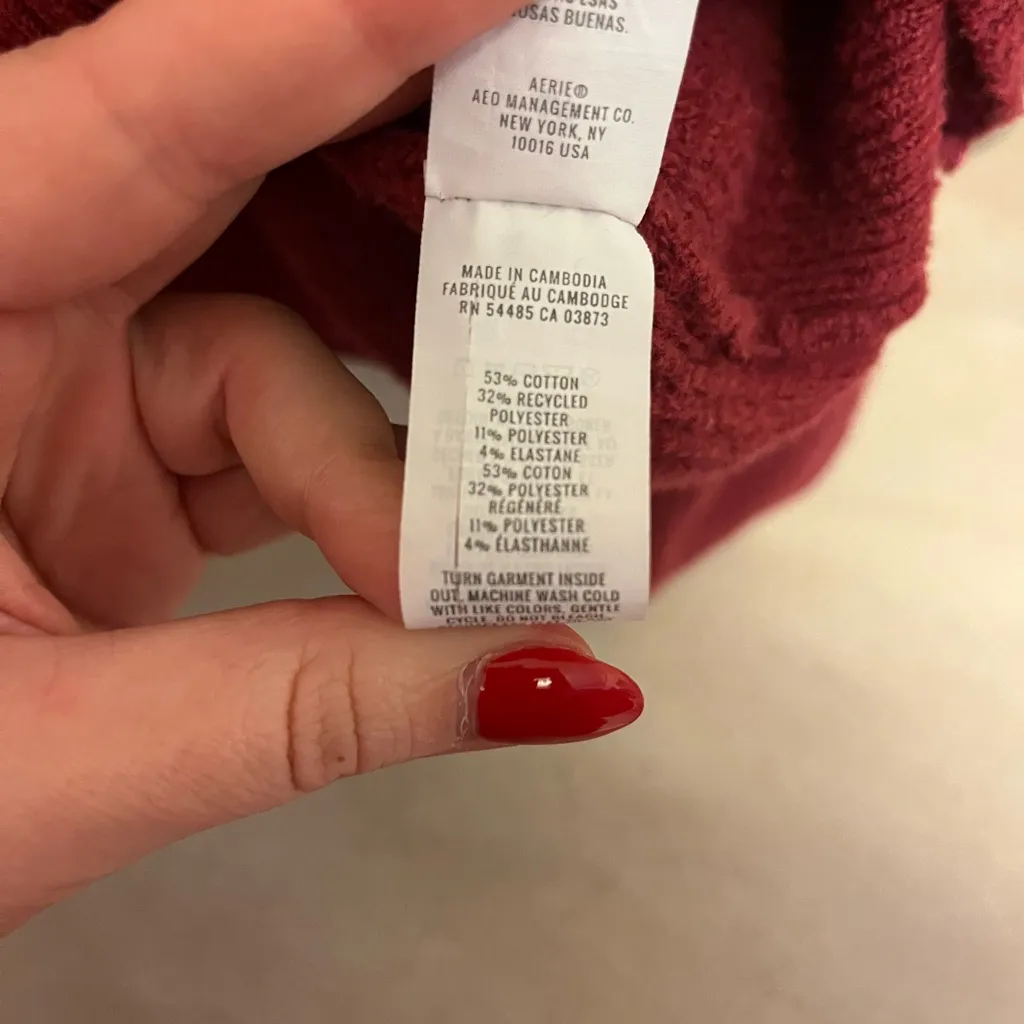 USAS BUENAS.
AERIE®
AEO MANAGEMENT CO.
NEW YORK, NY
10016 USA
MADE IN CAMBODIA
FABRIQUÉ AU CAMBODGE
RN 54485 CA 03873
53% COTTON
32% RECYCLED
POLYESTER
11% POLYESTER
4% ELASTANE
53% COTON
32% POLYESTER
RÉGÉNÉRÉ
11% POLYESTER
4% ÉLASTHANNE
TURN GARMENT INSIDE
OUT, MACHINE WASH COLD
WITH LIKE COLORS, GENTLE
CYCLE, DO NOT BLEACH,